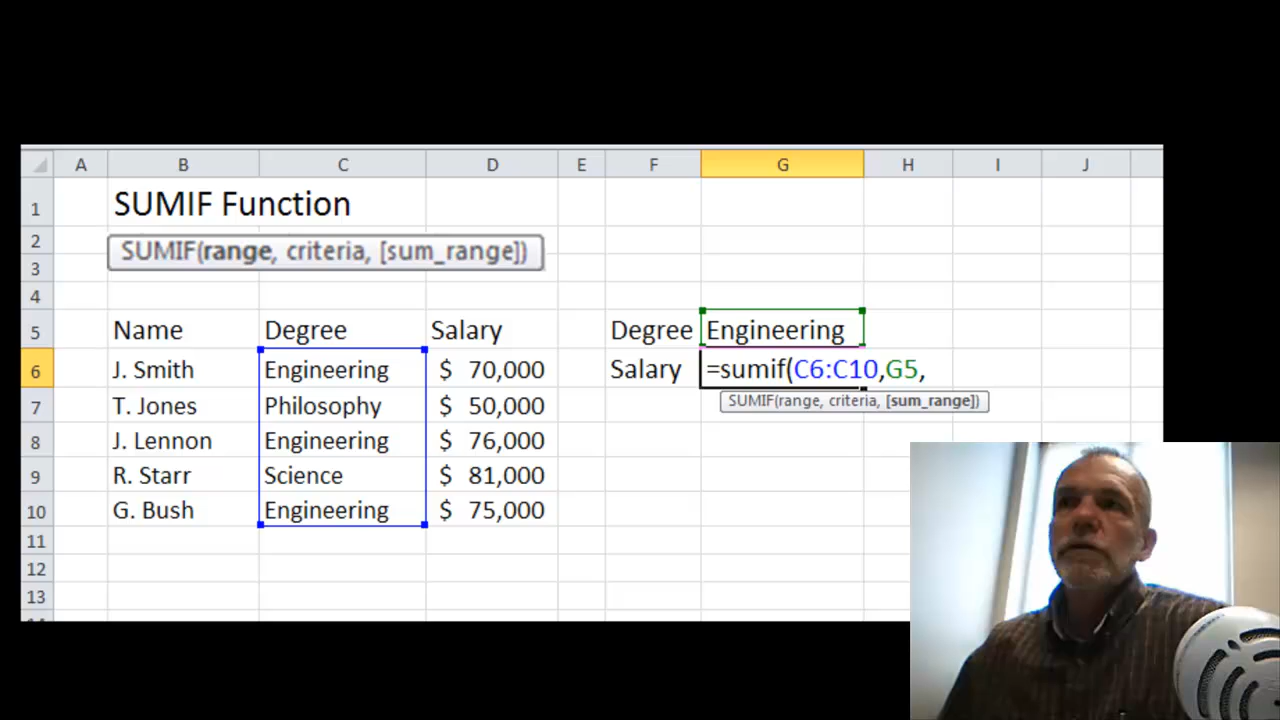 A B C D E F G H I J
1 SUMIF Function
2 SUMIF(range, criteria, [sum_range])
3
4
5 Name Degree Salary Degree Engineering
6 J. Smith Engineering $ 70,000 Salary =sumif(C6:C10,G5,
SUMIF(range, criteria, [sum_range])
7 T. Jones Philosophy $ 50,000
8 J. Lennon Engineering $ 76,000
9 R. Starr Science $ 81,000
10 G. Bush Engineering $ 75,000
11
12
13